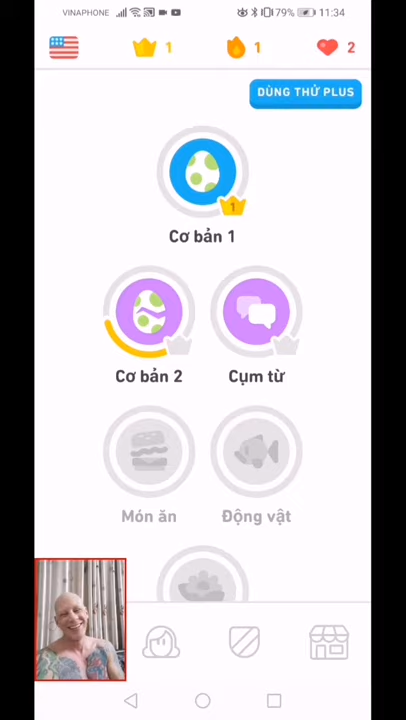 VINAPHONE 79% 11:34
1 1 2
DÙNG THỬ PLUS
1
Cơ bản 1
Cơ bản 2 Cụm từ
Món ăn Động vật